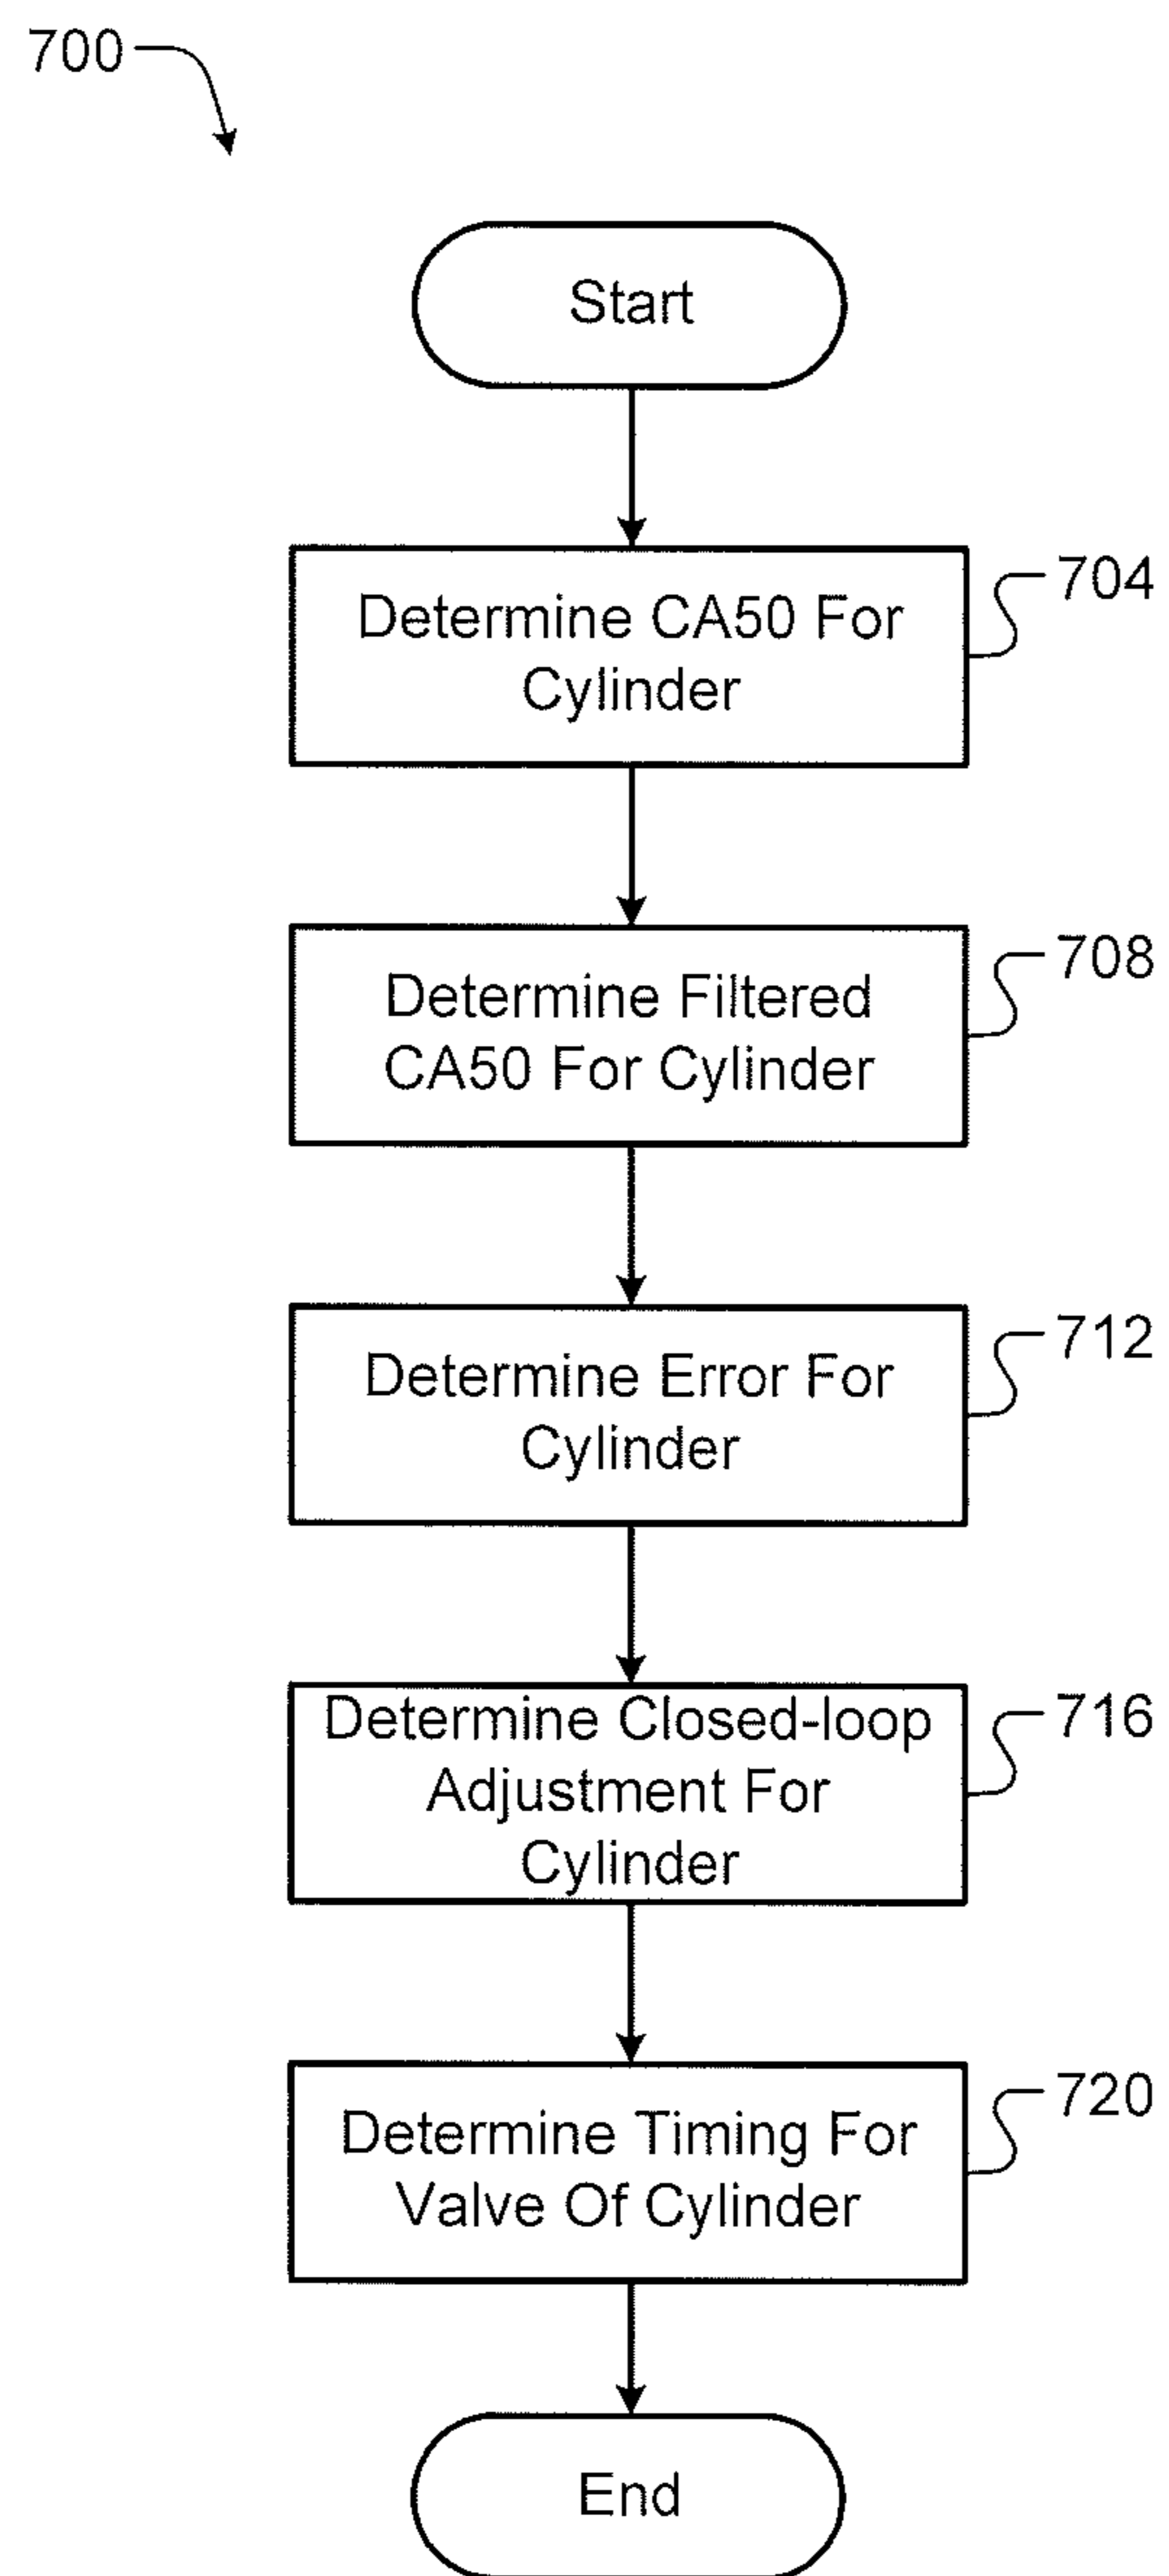 700
Start
Determine CA50 For
Cylinder
704
Determine Filtered
CA50 For Cylinder
708
Determine Error For
Cylinder
712
Determine Closed-loop
Adjustment For
Cylinder
716
Determine Timing For
Valve Of Cylinder
720
End